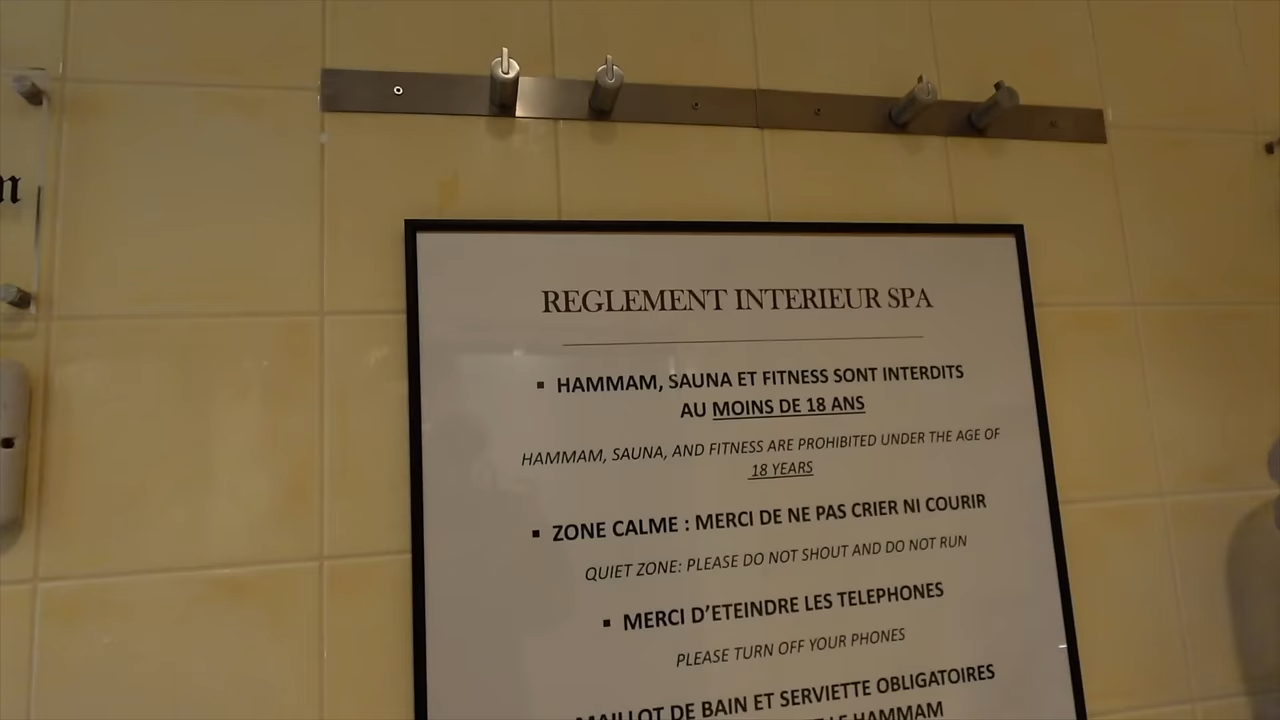 n
REGLEMENT INTERIEUR SPA
▪ HAMMAM, SAUNA ET FITNESS SONT INTERDITS
AU MOINS DE 18 ANS
HAMMAM, SAUNA, AND FITNESS ARE PROHIBITED UNDER THE AGE OF
18 YEARS
▪ ZONE CALME : MERCI DE NE PAS CRIER NI COURIR
QUIET ZONE: PLEASE DO NOT SHOUT AND DO NOT RUN
▪ MERCI D'ETEINDRE LES TELEPHONES
PLEASE TURN OFF YOUR PHONES
MAILLOT DE BAIN ET SERVIETTE OBLIGATOIRES
LE HAMMAM